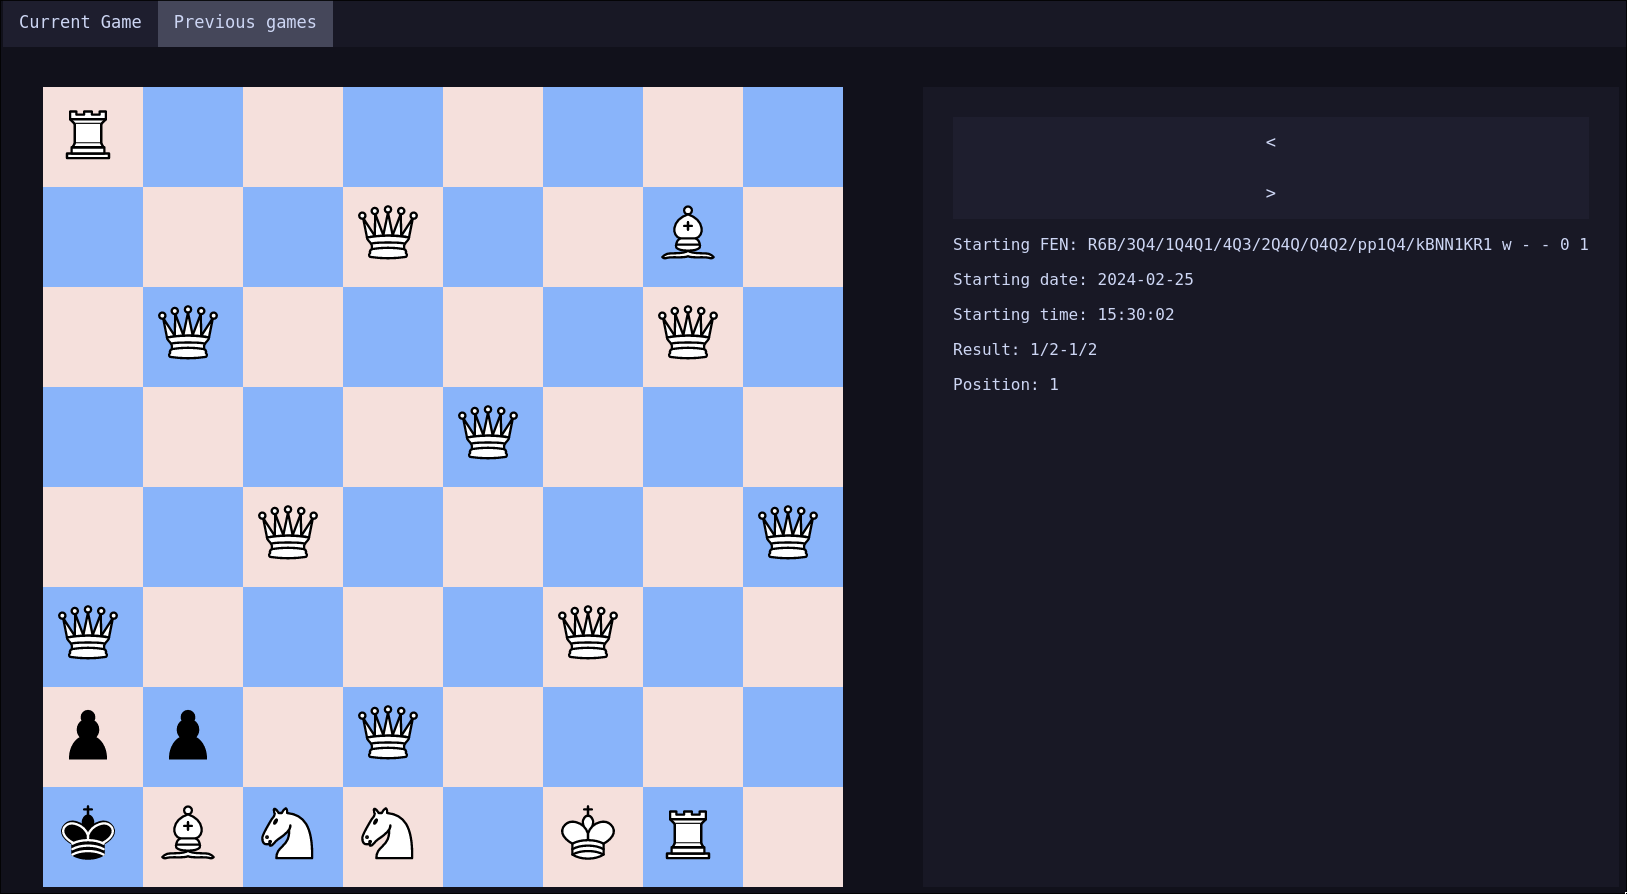 Current Game
Previous games
<
>
Starting FEN: R6B/3Q4/1Q4Q1/4Q3/2Q4Q/Q4Q2/pp1Q4/kBNN1KR1 w - - 0 1
Starting date: 2024-02-25
Starting time: 15:30:02
Result: 1/2-1/2
Position: 1